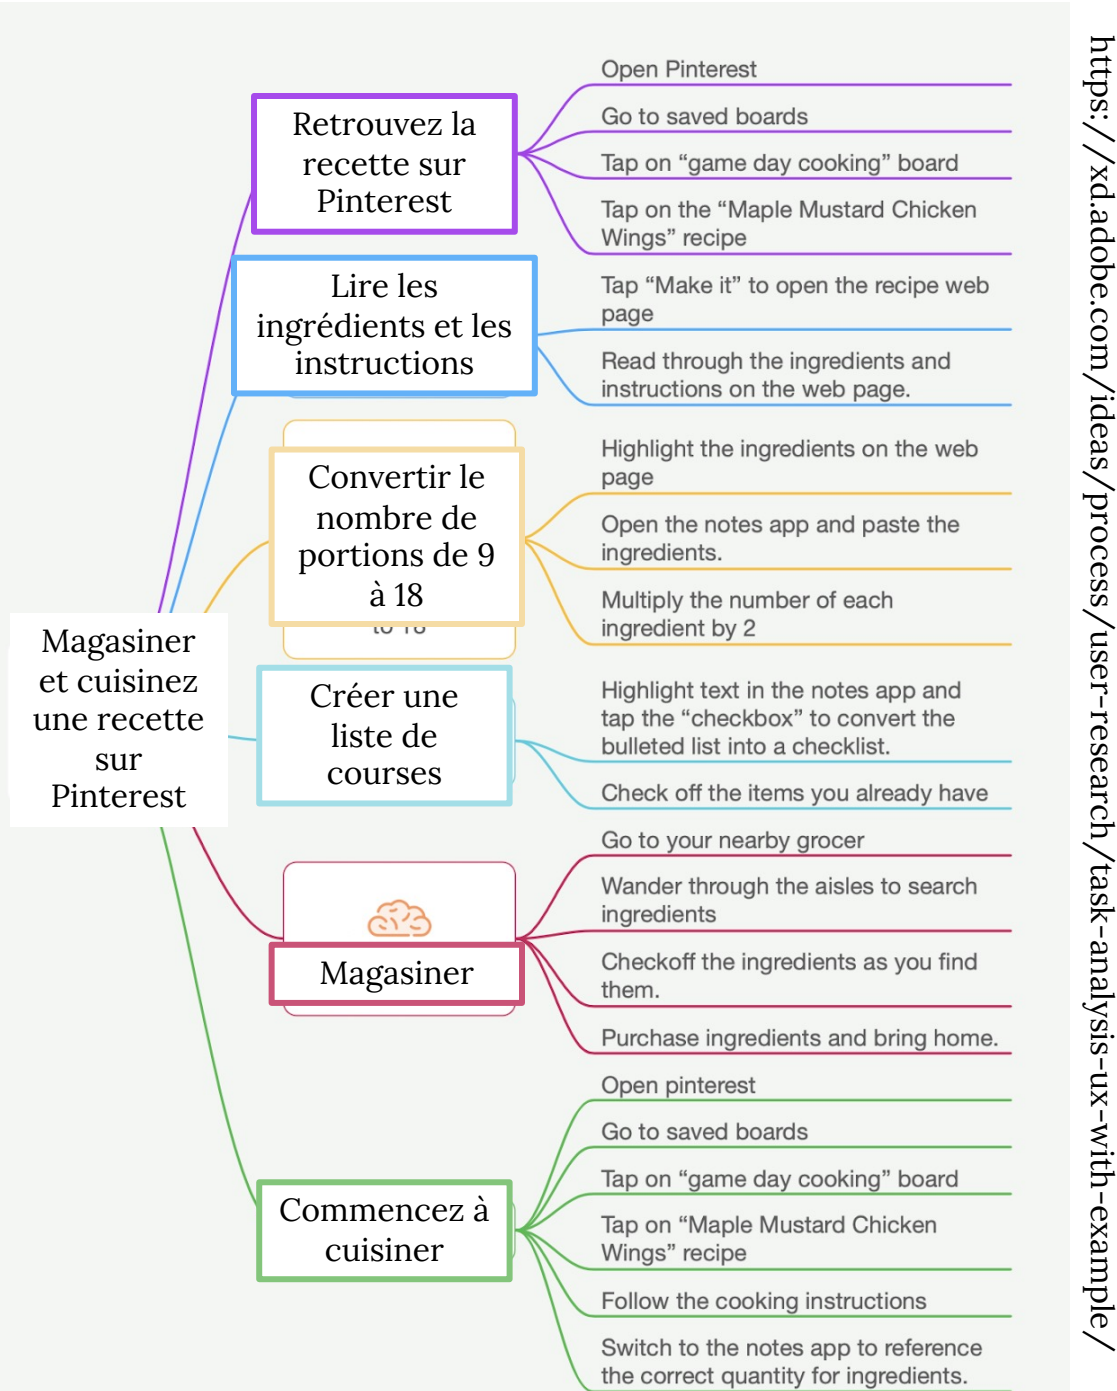 Magasiner
et cuisinez
une recette
sur
Pinterest
Retrouvez la
recette sur
Pinterest
Open Pinterest
Go to saved boards
Tap on “game day cooking” board
Tap on the “Maple Mustard Chicken
Wings” recipe
Lire les
ingrédients et les
instructions
Tap “Make it” to open the recipe web
page
Read through the ingredients and
instructions on the web page.
Convertir le
nombre de
portions de 9
à 18
to 18
Highlight the ingredients on the web
page
Open the notes app and paste the
ingredients.
Multiply the number of each
ingredient by 2
Créer une
liste de
courses
Highlight text in the notes app and
tap the “checkbox” to convert the
bulleted list into a checklist.
Check off the items you already have
Magasiner
Go to your nearby grocer
Wander through the aisles to search
ingredients
Checkoff the ingredients as you find
them.
Purchase ingredients and bring home.
Commencez à
cuisiner
Open pinterest
Go to saved boards
Tap on “game day cooking” board
Tap on “Maple Mustard Chicken
Wings” recipe
Follow the cooking instructions
Switch to the notes app to reference
the correct quantity for ingredients.
https://xd.adobe.com/ideas/process/user-research/task-analysis-ux-with-example/